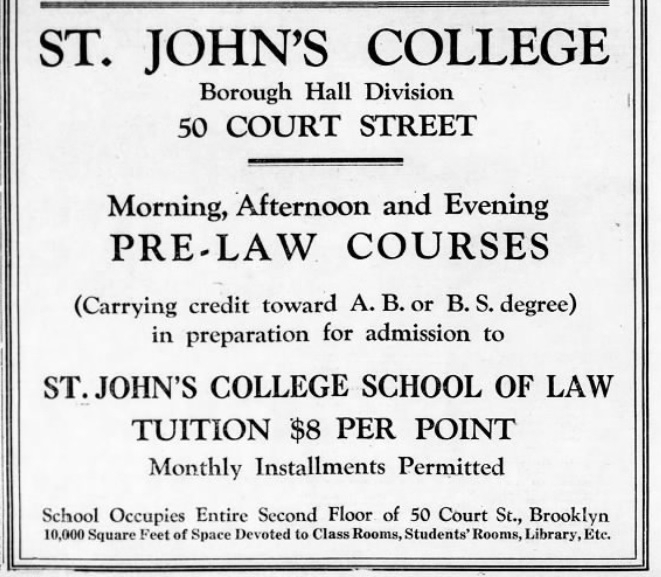 ST. JOHN'S COLLEGE
Borough Hall Division
50 COURT STREET
Morning, Afternoon and Evening
PRE-LAW COURSES
(Carrying credit toward A. B. or B. S. degree)
in preparation for admission to
ST. JOHN'S COLLEGE SCHOOL OF LAW
TUITION $8 PER POINT
Monthly Installments Permitted
School Occupies Entire Second Floor of 50 Court St., Brooklyn
10,000 Square Feet of Space Devoted to Class Rooms, Students' Rooms, Library, Etc.